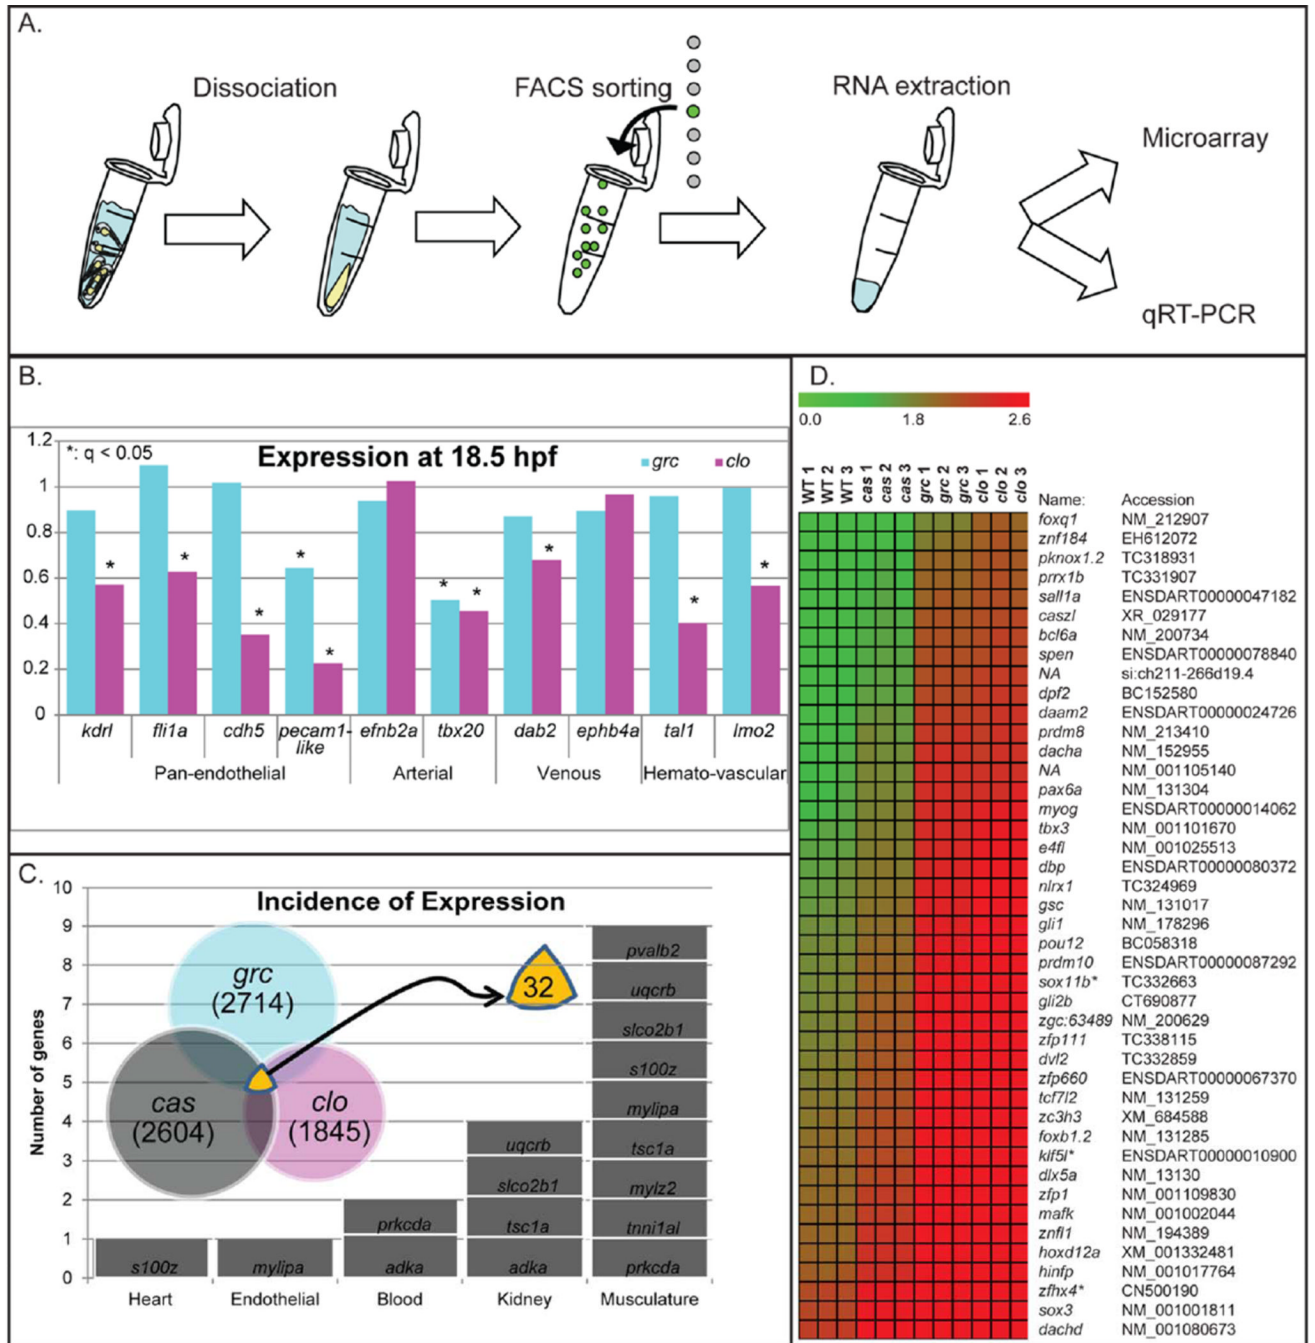 A.
Dissociation
FACS sorting
RNA extraction
Microarray
qRT-PCR
B.
*: q < 0.05
Expression at 18.5 hpf
grc
clo
1.2
1
0.8
0.6
0.4
0.2
0
* * * * * * * * * *
kdrl fli1a cdh5 pecam1-like efnb2a tbx20 dab2 ephb4a tal1 lmo2
Pan-endothelial Arterial Venous Hemato-vascular
C.
Incidence of Expression
Number of genes
10
9
8
7
6
5
4
3
2
1
0
grc
(2714)
cas
(2604)
clo
(1845)
32
s100z
mylipa
prkcda
adka
uqcrb
slco2b1
tsc1a
adka
pvalb2
uqcrb
slco2b1
s100z
mylipa
tsc1a
mylz2
tnni1al
prkcda
Heart Endothelial Blood Kidney Musculature
D.
0.0 1.8 2.6
WT 1 WT 2 WT 3 cas 1 cas 2 cas 3 grc 1 grc 2 grc 3 clo 1 clo 2 clo 3
Name: Accession
foxq1 NM_212907
znf184 EH612072
pknox1.2 TC318931
prrx1b TC331907
sall1a ENSDART00000047182
caszl XR_029177
bcl6a NM_200734
spen ENSDART00000078840
NA si:ch211-266d19.4
dpf2 BC152580
daam2 ENSDART00000024726
prdm8 NM_213410
dacha NM_152955
NA NM_001105140
pax6a NM_131304
myog ENSDART00000014062
tbx3 NM_001101670
e4fl NM_001025513
dbp ENSDART00000080372
nlrx1 TC324969
gsc NM_131017
gli1 NM_178296
pou12 BC058318
prdm10 ENSDART00000087292
sox11b* TC332663
gli2b CT690877
zgc:63489 NM_200629
zfp111 TC338115
dvl2 TC332859
zfp660 ENSDART00000067370
tcf7l2 NM_131259
zc3h3 XM_684588
foxb1.2 NM_131285
klf5l* ENSDART00000010900
dlx5a NM_13130
zfp1 NM_001109830
mafk NM_001002044
znfl1 NM_194389
hoxd12a XM_001332481
hinfp NM_001017764
zfhx4* CN500190
sox3 NM_001001811
dachd NM_001080673